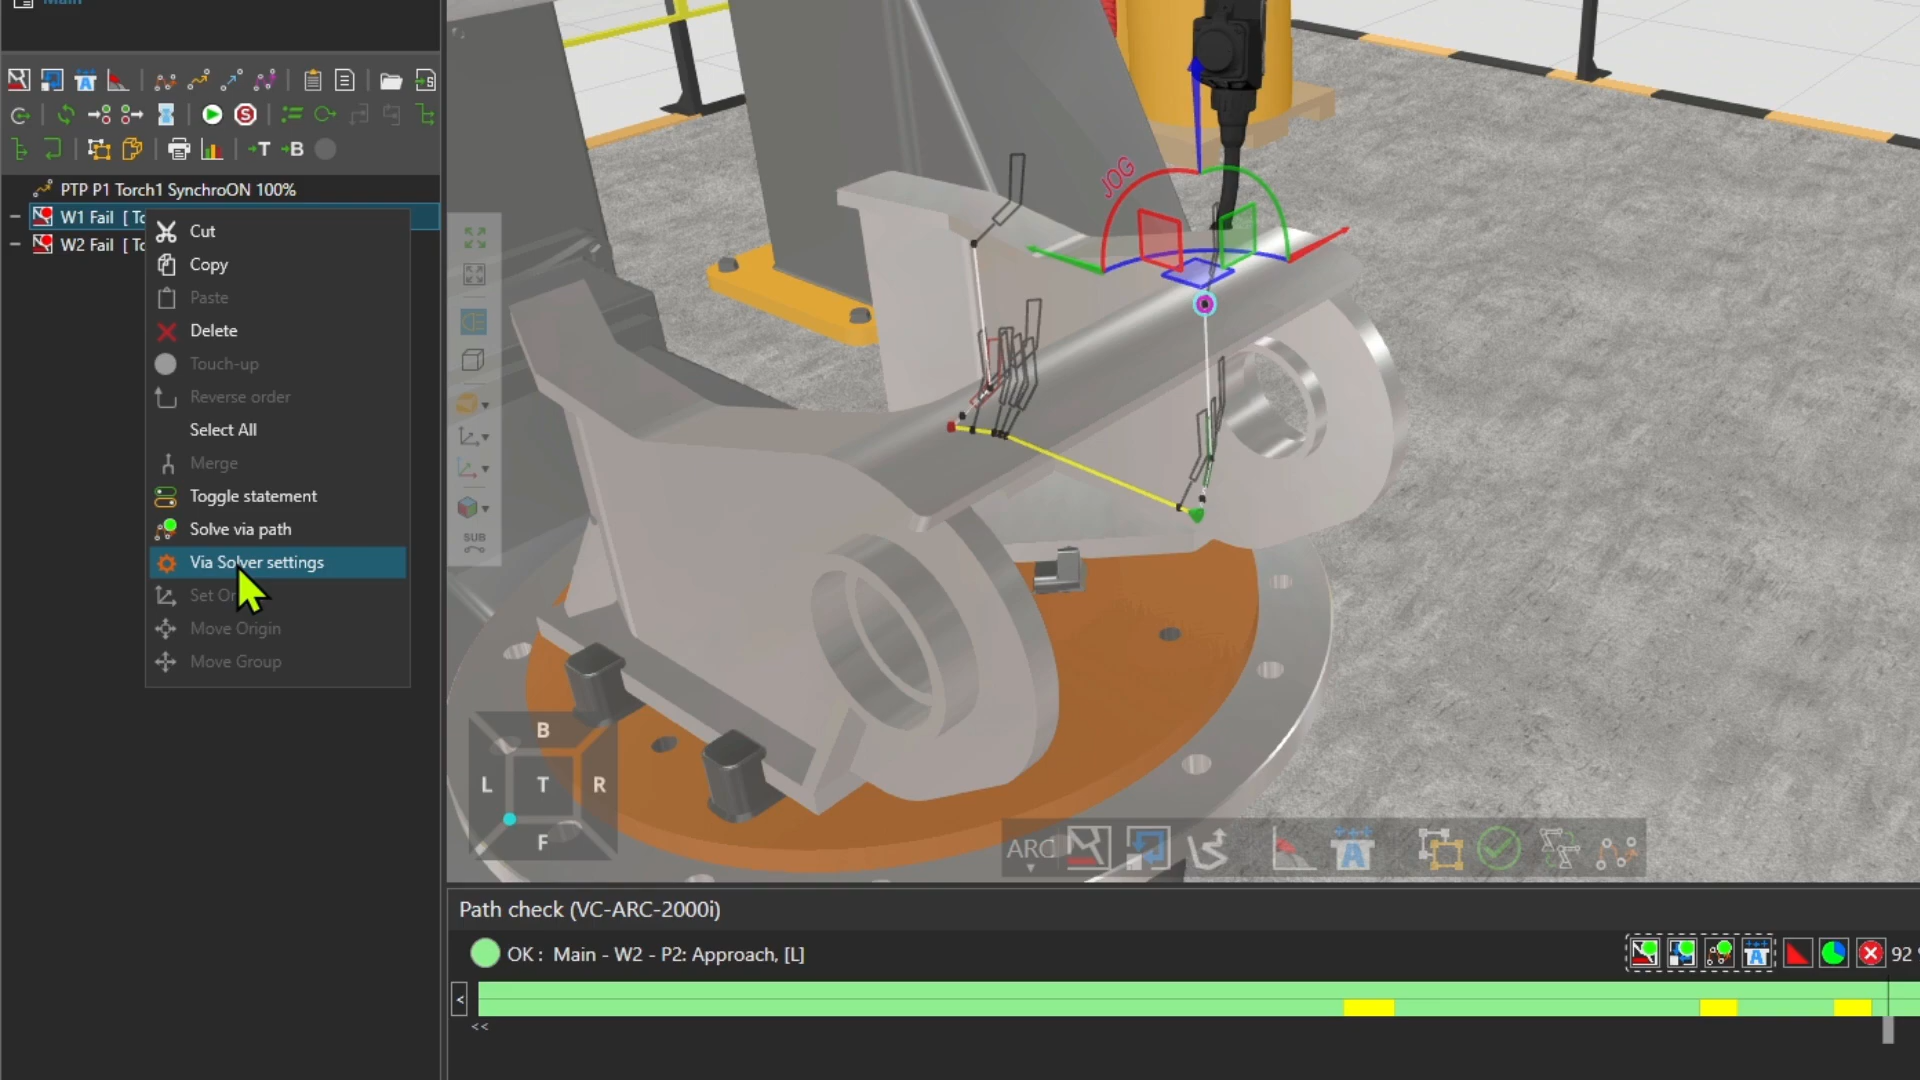 Main
PTP P1 Torch1 SynchroON 100%
W1 Fail [
W2 Fail [
Cut
Copy
Paste
Delete
Touch-up
Reverse order
Select All
Merge
Toggle statement
Solve via path
Via Solver settings
Set
Move Origin
Move Group
T
B
S
A
JOG
SUB
B
L T R
F
ARC
A
Path check (VC-ARC-2000i)
OK : Main - W2 - P2: Approach, [L]
A
92
<
<<